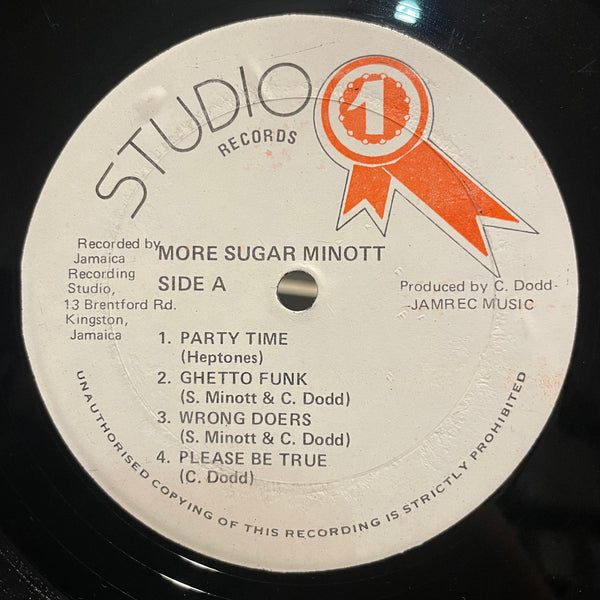 STUDIO 1
RECORDS
Recorded by
Jamaica
Recording
Studio,
13 Brentford Rd.
Kingston,
Jamaica
MORE SUGAR MINOTT
SIDE A
Produced by C. Dodd-
-JAMREC MUSIC
1. PARTY TIME
(Heptones)
2. GHETTO FUNK
(S. Minott & C. Dodd)
3. WRONG DOERS
(S. Minott & C. Dodd)
4. PLEASE BE TRUE
(C. Dodd)
UNAUTHORISED COPYING OF THIS RECORDING IS STRICTLY PROHIBITED